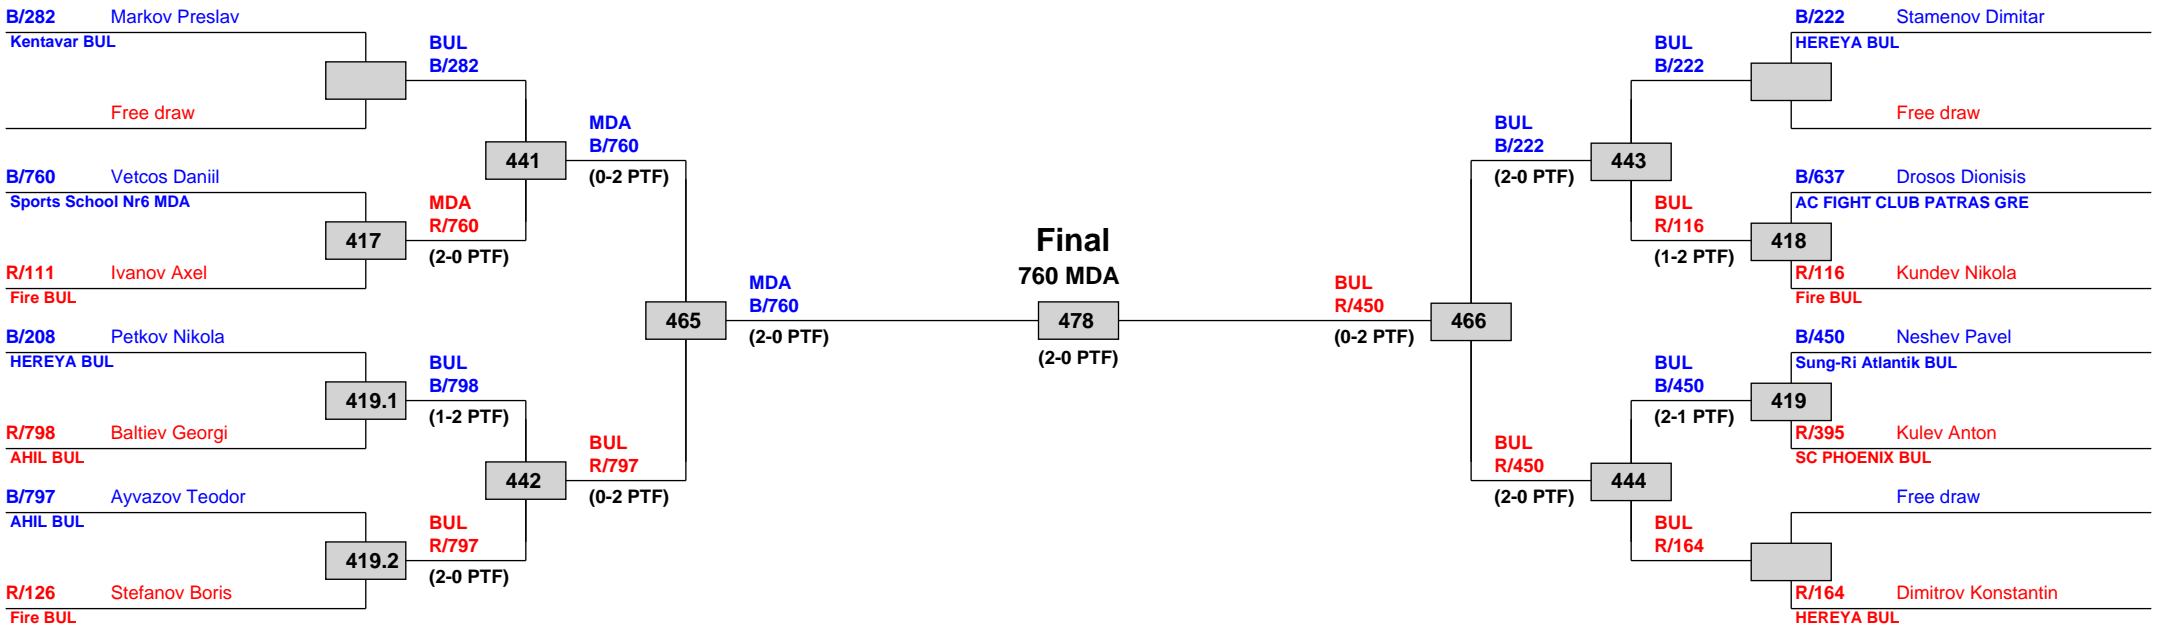 B/282 Markov Preslav
Kentavar BUL
Free draw
B/760 Vetcos Daniil
Sports School Nr6 MDA
R/111 Ivanov Axel
Fire BUL
B/208 Petkov Nikola
HEREYA BUL
R/798 Baltiev Georgi
AHIL BUL
B/797 Ayvazov Teodor
AHIL BUL
R/126 Stefanov Boris
Fire BUL
417
419.1
419.2
BUL
B/282
MDA
R/760
(2-0 PTF)
BUL
B/798
(1-2 PTF)
BUL
R/797
(2-0 PTF)
441
442
MDA
B/760
(0-2 PTF)
BUL
R/797
(0-2 PTF)
465
MDA
B/760
(2-0 PTF)
Final
760 MDA
478
(2-0 PTF)
BUL
R/450
(0-2 PTF)
466
BUL
B/222
(2-0 PTF)
BUL
R/450
(2-0 PTF)
443
444
BUL
B/222
BUL
R/116
(1-2 PTF)
BUL
B/450
(2-1 PTF)
BUL
R/164
418
419
B/222 Stamenov Dimitar
HEREYA BUL
Free draw
B/637 Drosos Dionisis
AC FIGHT CLUB PATRAS GRE
R/116 Kundev Nikola
Fire BUL
B/450 Neshev Pavel
Sung-Ri Atlantik BUL
R/395 Kulev Anton
SC PHOENIX BUL
Free draw
R/164 Dimitrov Konstantin
HEREYA BUL